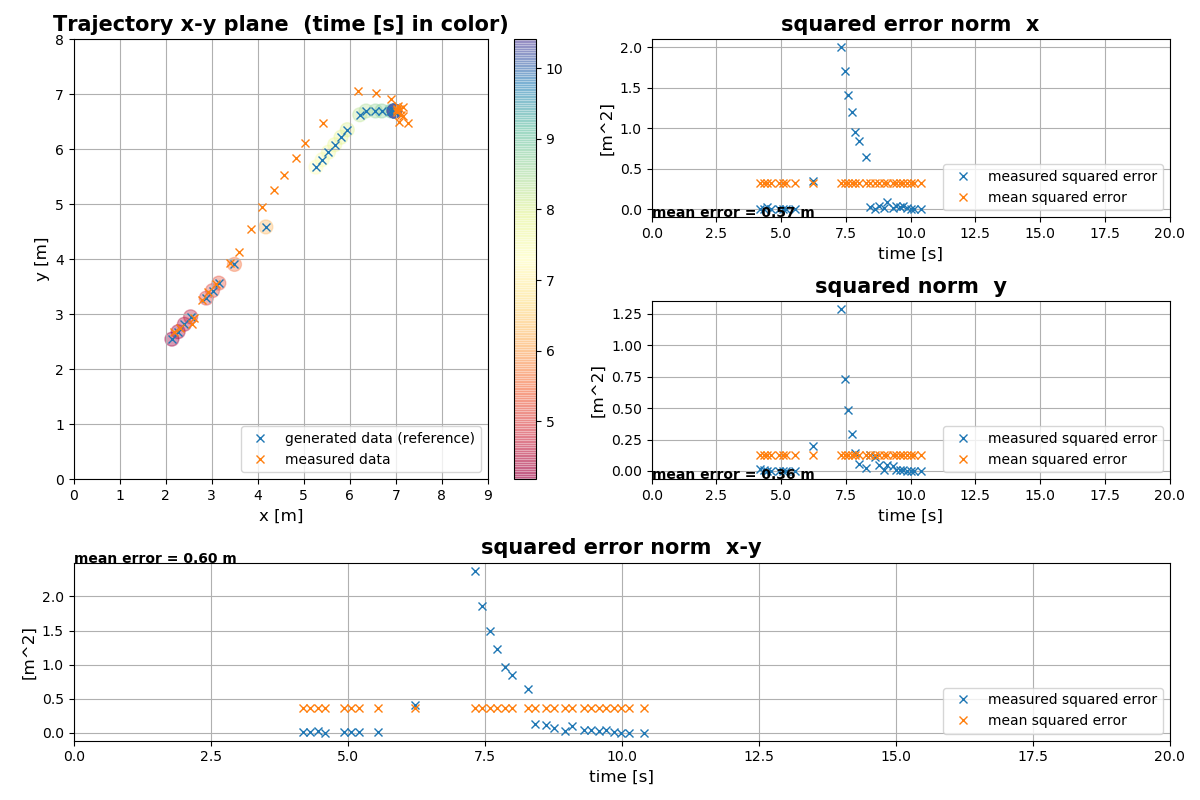 Trajectory x-y plane  (time [s] in color)
8
7
6
5
4
3
2
1
0
y [m]
0 1 2 3 4 5 6 7 8 9
x [m]
generated data (reference)
measured data
10
9
8
7
6
5
squared error norm  x
2.0
1.5
1.0
0.5
0.0
[m^2]
mean error = 0.57 m
measured squared error
mean squared error
0.0 2.5 5.0 7.5 10.0 12.5 15.0 17.5 20.0
time [s]
squared norm  y
1.25
1.00
0.75
0.50
0.25
0.00
[m^2]
mean error = 0.36 m
measured squared error
mean squared error
0.0 2.5 5.0 7.5 10.0 12.5 15.0 17.5 20.0
time [s]
squared error norm  x-y
mean error = 0.60 m
2.0
1.5
1.0
0.5
0.0
[m^2]
measured squared error
mean squared error
0.0 2.5 5.0 7.5 10.0 12.5 15.0 17.5 20.0
time [s]